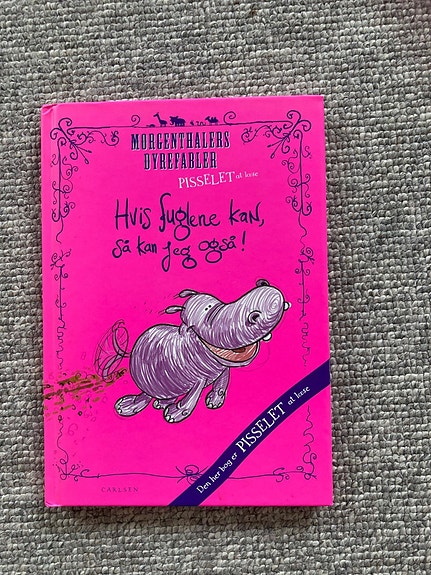 MORGENTHALERS
DYREFABLER
PISSELET at læse
Hvis fuglene kan,
så kan jeg også!
Den her bog er PISSELET at læse
CARLSEN